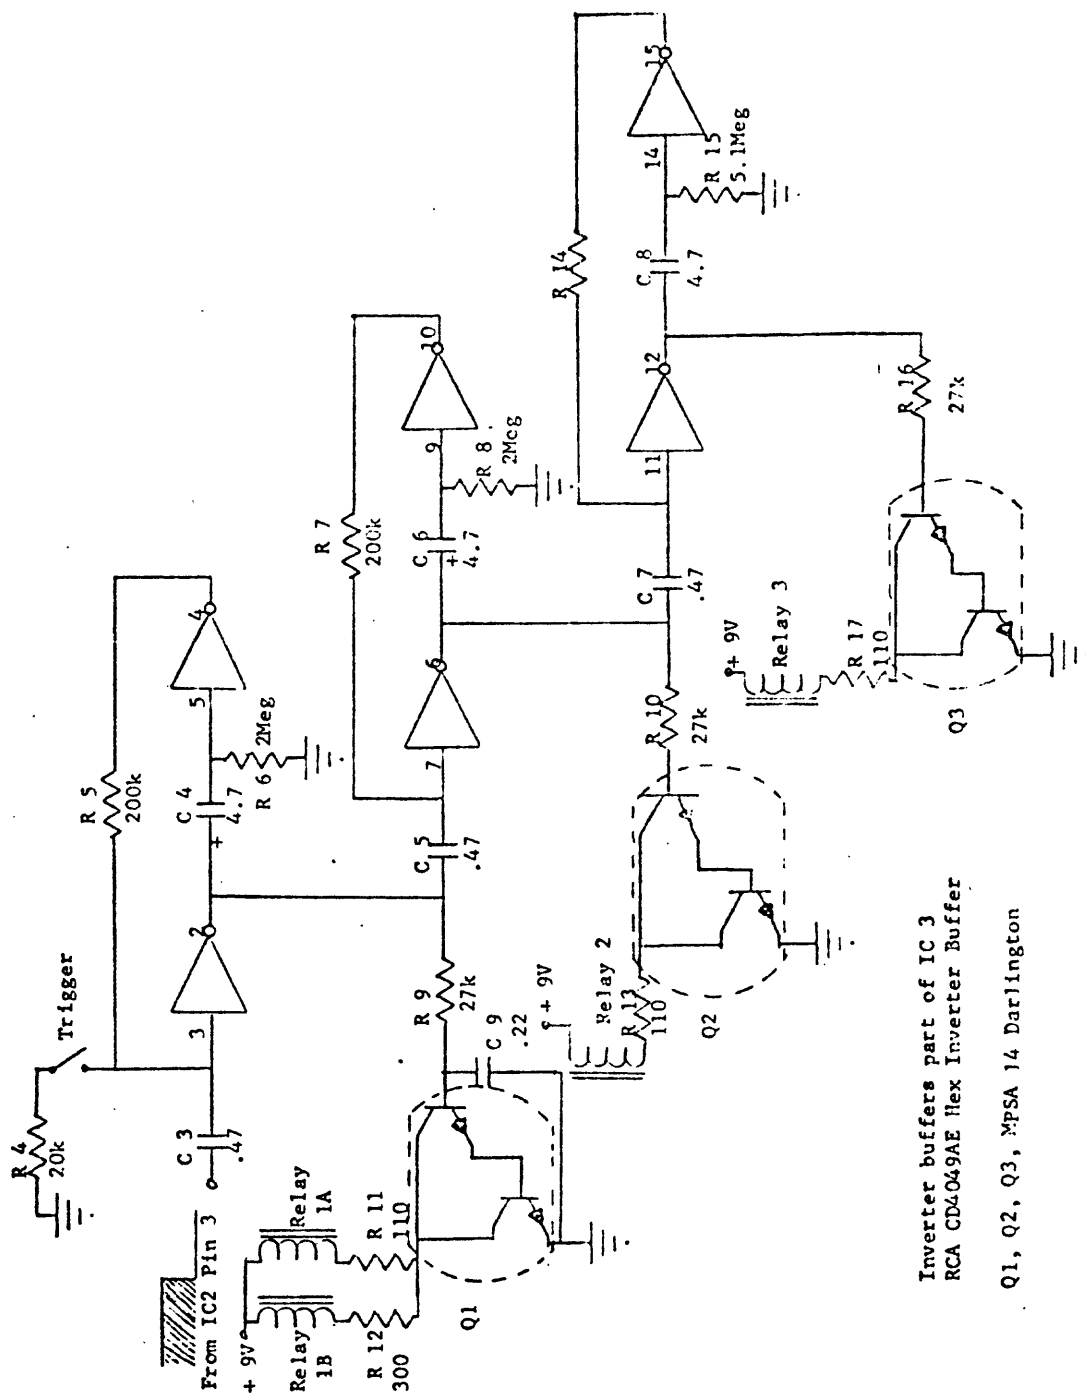 R 4
20k
Trigger
C 3
.47
From IC2 Pin 3
3
2
R 5
200k
C 4
4.7
+
R 6
2Meg
5
4
+ 9V
Relay
1B
Relay
1A
R 12
300
R 11
110
Q1
R 9
27k
C 9
.22
C 5
.47
7
6
R 7
200k
C 6
+
4.7
R 8
2Meg
9
10
+ 9V
Relay 2
R 13
110
Q2
R 10
27k
C 7
.47
11
12
R 14
C 8
4.7
R 15
5.1Meg
14
15
+ 9V
Relay 3
R 17
110
Q3
R 16
27k
Inverter buffers part of IC 3
RCA CD4049AE Hex Inverter Buffer
Q1, Q2, Q3, MPSA 14 Darlington